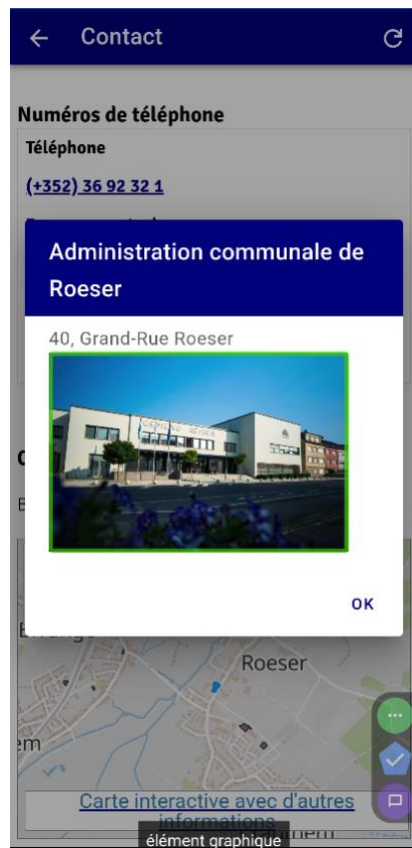 Contact
Numéros de téléphone
Téléphone
(+352) 36 92 32 1
Administration communale de
Roeser
40, Grand-Rue Roeser
OK
Roeser
Carte interactive avec d'autres
informations
élément graphique